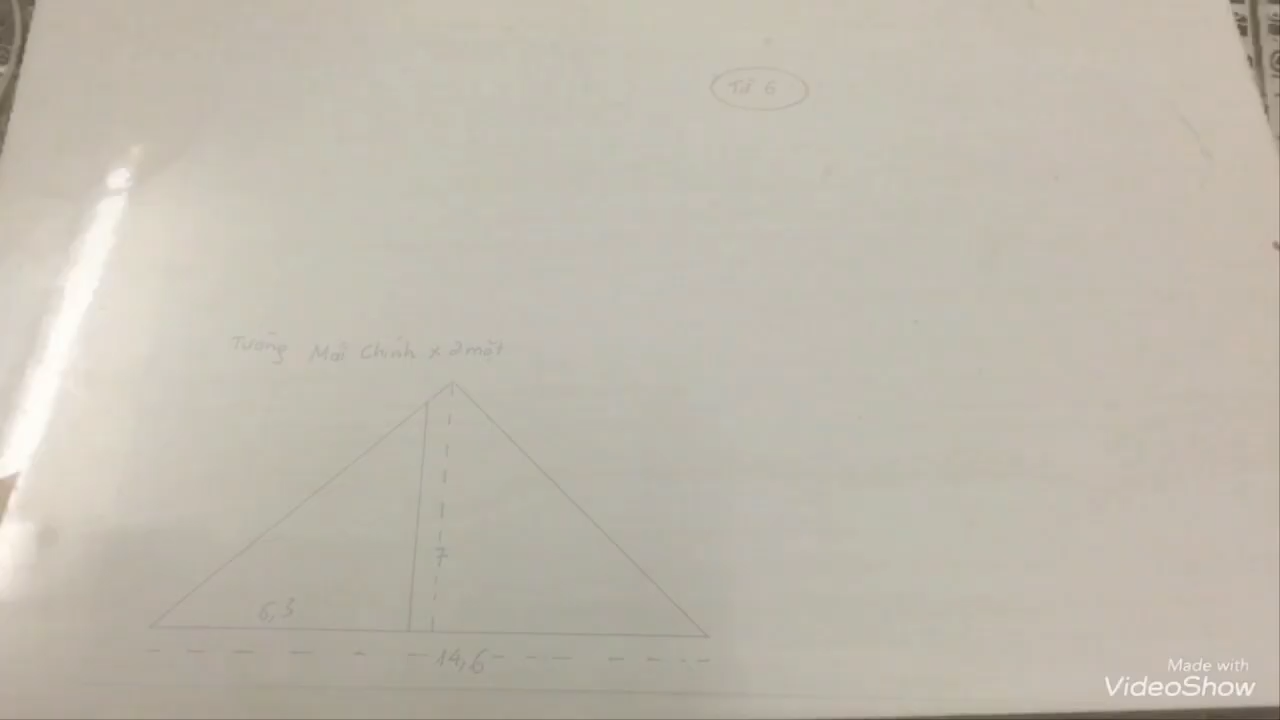 Tờ 6
Tường Mái Chính x 2 mặt
7
6,3
14,6
Made with
VideoShow